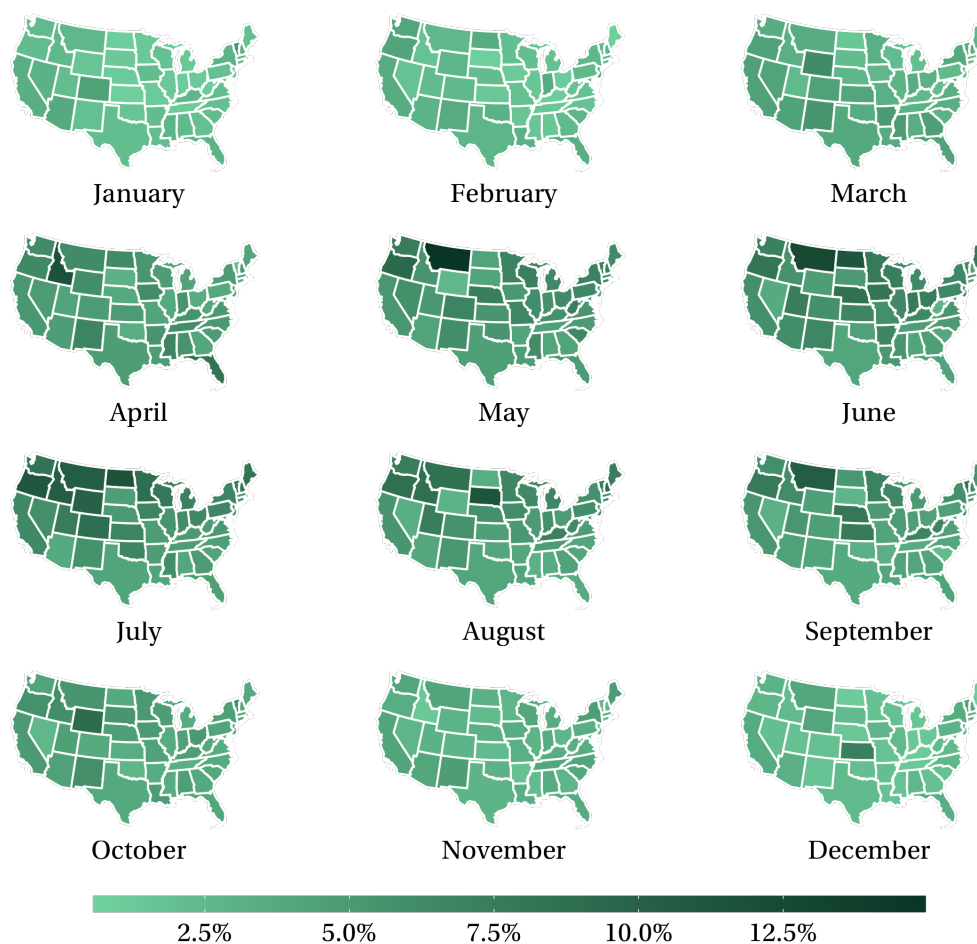 January
February
March
April
May
June
July
August
September
October
November
December
2.5%
5.0%
7.5%
10.0%
12.5%